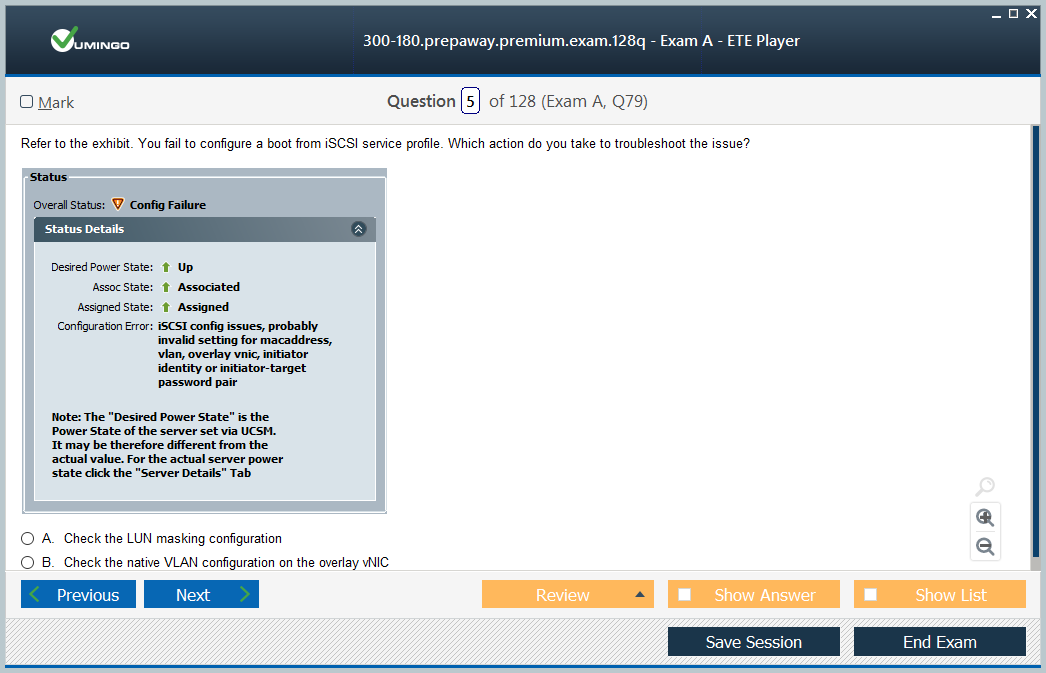 VUMINGO
300-180.prepaway.premium.exam.128q - Exam A - ETE Player
Mark
Question 5 of 128 (Exam A, Q79)
Refer to the exhibit. You fail to configure a boot from iSCSI service profile. Which action do you take to troubleshoot the issue?
Status
Overall Status: Config Failure
Status Details
Desired Power State: Up
Assoc State: Associated
Assigned State: Assigned
Configuration Error: iSCSI config issues, probably
invalid setting for macaddress,
vlan, overlay vnic, initiator
identity or initiator-target
password pair
Note: The "Desired Power State" is the
Power State of the server set via UCSM.
It may be therefore different from the
actual value. For the actual server power
state click the "Server Details" Tab
A. Check the LUN masking configuration
B. Check the native VLAN configuration on the overlay vNIC
Previous Next Review Show Answer Show List
Save Session End Exam